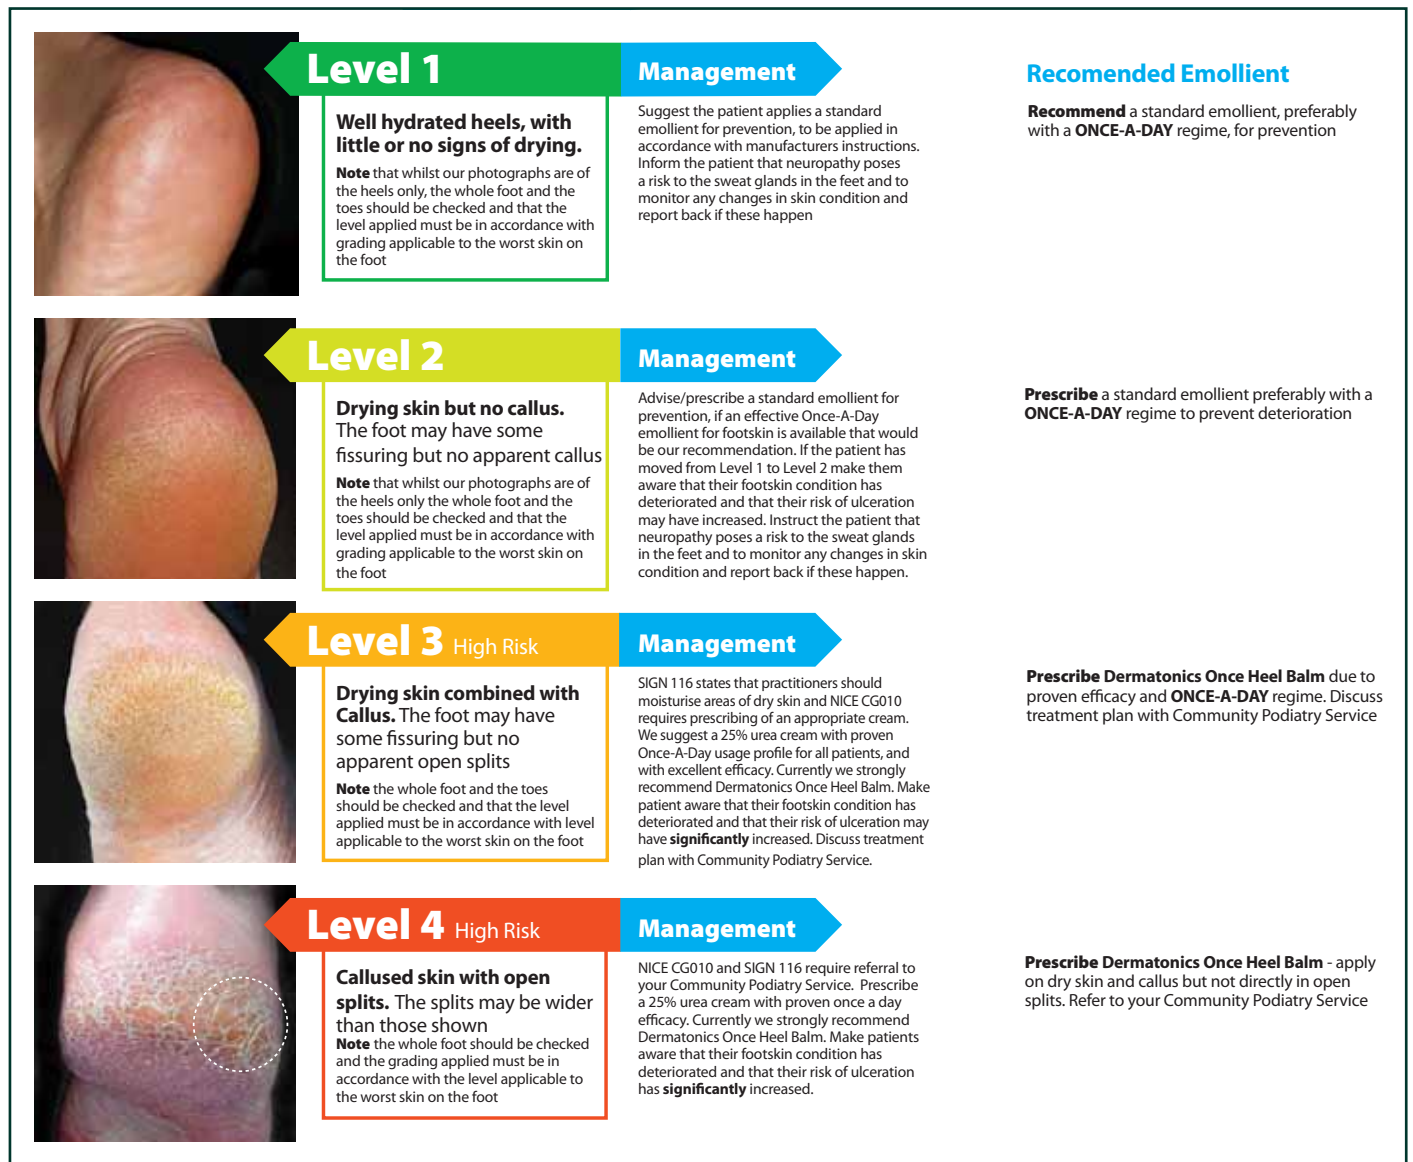 Level 1
Management
Recomended Emollient
Well hydrated heels, with
little or no signs of drying.
Note that whilst our photographs are of
the heels only, the whole foot and the
toes should be checked and that the
level applied must be in accordance with
grading applicable to the worst skin on
the foot
Suggest the patient applies a standard
emollient for prevention, to be applied in
accordance with manufacturers instructions.
Inform the patient that neuropathy poses
a risk to the sweat glands in the feet and to
monitor any changes in skin condition and
report back if these happen
Recommend a standard emollient, preferably
with a ONCE-A-DAY regime, for prevention
Level 2
Management
Drying skin but no callus.
The foot may have some
fissuring but no apparent callus
Note that whilst our photographs are of
the heels only the whole foot and the
toes should be checked and that the
level applied must be in accordance with
grading applicable to the worst skin on
the foot
Advise/prescribe a standard emollient for
prevention, if an effective Once-A-Day
emollient for footskin is available that would
be our recommendation. If the patient has
moved from Level 1 to Level 2 make them
aware that their footskin condition has
deteriorated and that their risk of ulceration
may have increased. Instruct the patient that
neuropathy poses a risk to the sweat glands
in the feet and to monitor any changes in skin
condition and report back if these happen.
Prescribe a standard emollient preferably with a
ONCE-A-DAY regime to prevent deterioration
Level 3 High Risk
Management
Drying skin combined with
Callus. The foot may have
some fissuring but no
apparent open splits
Note the whole foot and the toes
should be checked and that the level
applied must be in accordance with level
applicable to the worst skin on the foot
SIGN 116 states that practitioners should
moisturise areas of dry skin and NICE CG010
requires prescribing of an appropriate cream.
We suggest a 25% urea cream with proven
Once-A-Day usage profile for all patients, and
with excellent efficacy. Currently we strongly
recommend Dermatonics Once Heel Balm. Make
patient aware that their footskin condition has
deteriorated and that their risk of ulceration may
have significantly increased. Discuss treatment
plan with Community Podiatry Service.
Prescribe Dermatonics Once Heel Balm due to
proven efficacy and ONCE-A-DAY regime. Discuss
treatment plan with Community Podiatry Service
Level 4 High Risk
Management
Callused skin with open
splits. The splits may be wider
than those shown
Note the whole foot should be checked
and the grading applied must be in
accordance with the level applicable to
the worst skin on the foot
NICE CG010 and SIGN 116 require referral to
your Community Podiatry Service. Prescribe
a 25% urea cream with proven once a day
efficacy. Currently we strongly recommend
Dermatonics Once Heel Balm. Make patients
aware that their footskin condition has
deteriorated and that their risk of ulceration
has significantly increased.
Prescribe Dermatonics Once Heel Balm - apply
on dry skin and callus but not directly in open
splits. Refer to your Community Podiatry Service